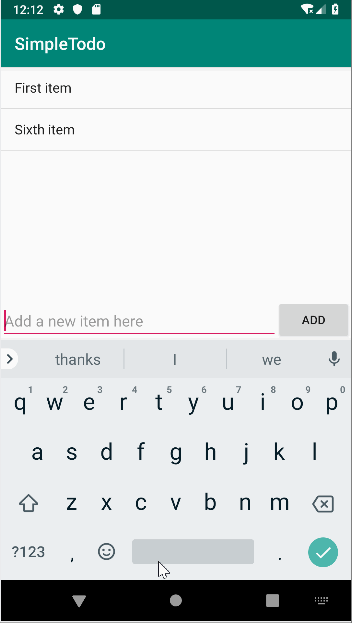 12:12
SimpleTodo
First item
Sixth item
Add a new item here
ADD
thanks I we
1 2 3 4 5 6 7 8 9 0
q w e r t y u i o p
a s d f g h j k l
z x c v b n m
?123 , .